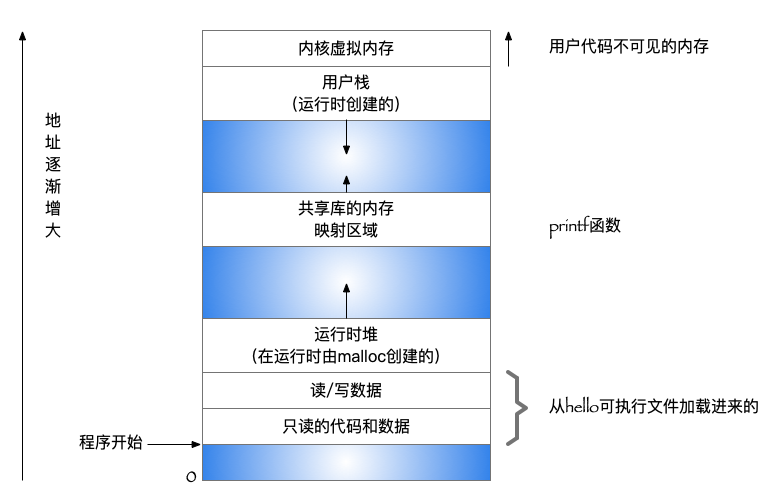 内核虚拟内存
用户代码不可见的内存
用户栈
（运行时创建的）
地址逐渐增大
共享库的内存
映射区域
printf函数
运行时堆
（在运行时由malloc创建的）
读/写数据
从hello可执行文件加载进来的
只读的代码和数据
程序开始
0